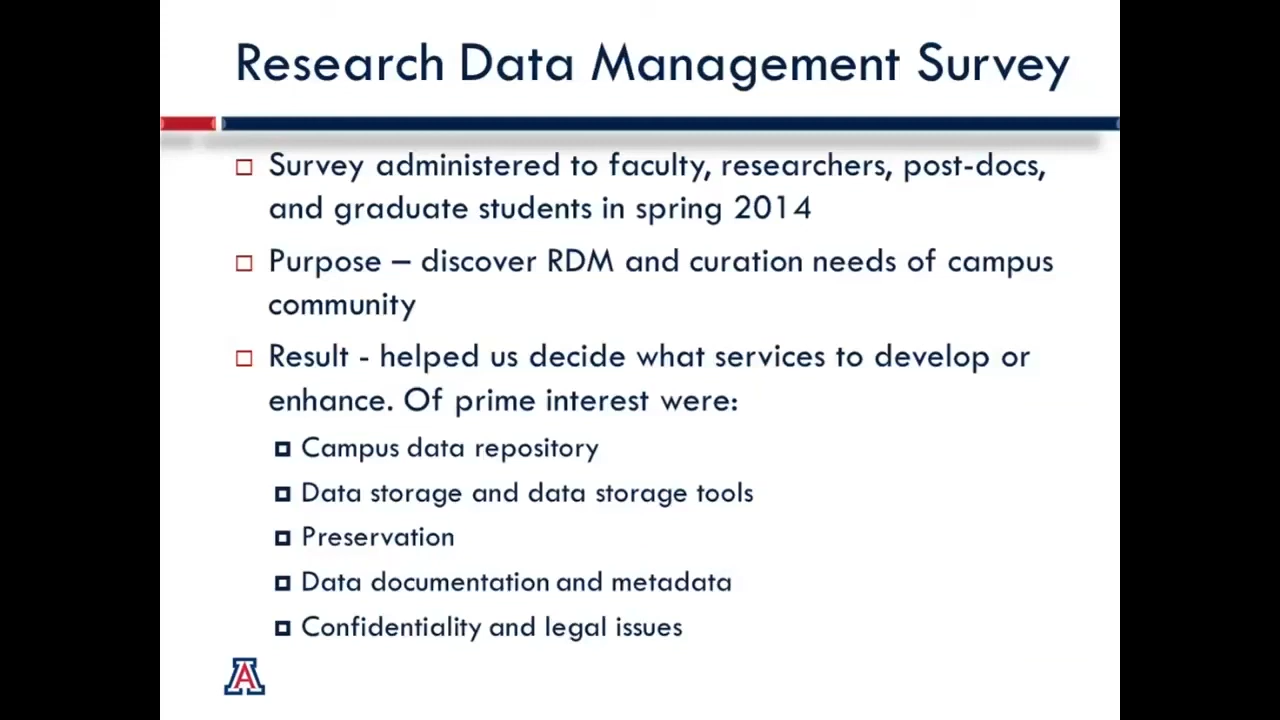 Research Data Management Survey
Survey administered to faculty, researchers, post-docs,
and graduate students in spring 2014
Purpose – discover RDM and curation needs of campus
community
Result - helped us decide what services to develop or
enhance. Of prime interest were:
Campus data repository
Data storage and data storage tools
Preservation
Data documentation and metadata
Confidentiality and legal issues
A